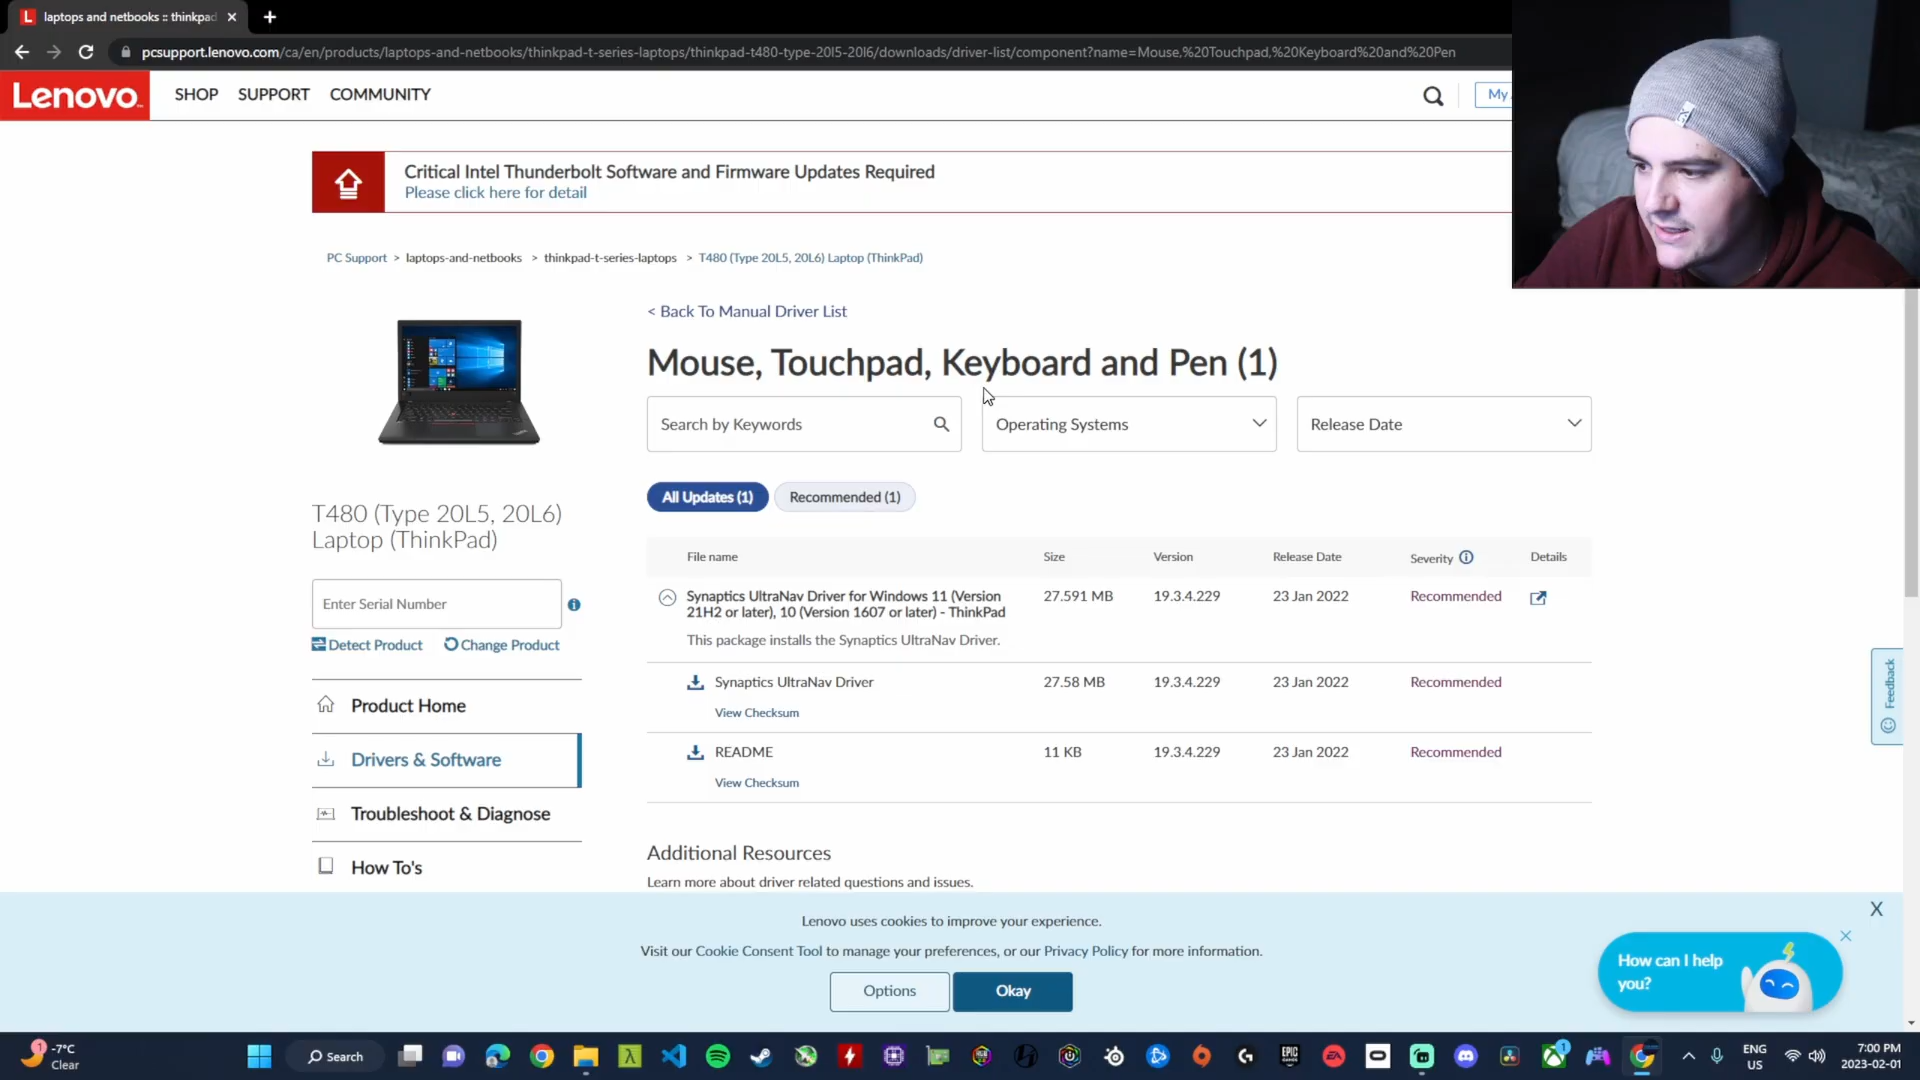 laptops and netbooks :: thinkpad
pcsupport.lenovo.com/ca/en/products/laptops-and-netbooks/thinkpad-t-series-laptops/thinkpad-t480-type-20l5-20l6/downloads/driver-list/component?name=Mouse,%20Touchpad,%20Keyboard%20and%20Pen
Lenovo SHOP SUPPORT COMMUNITY My
Critical Intel Thunderbolt Software and Firmware Updates Required
Please click here for detail
PC Support > laptops-and-netbooks > thinkpad-t-series-laptops > T480 (Type 20L5, 20L6) Laptop (ThinkPad)
< Back To Manual Driver List
Mouse, Touchpad, Keyboard and Pen (1)
Search by Keywords Operating Systems Release Date
All Updates (1) Recommended (1)
T480 (Type 20L5, 20L6)
Laptop (ThinkPad)
Enter Serial Number
Detect Product Change Product
Product Home
Drivers & Software
Troubleshoot & Diagnose
How To's
File name Size Version Release Date Severity Details
Synaptics UltraNav Driver for Windows 11 (Version
21H2 or later), 10 (Version 1607 or later) - ThinkPad
27.591 MB 19.3.4.229 23 Jan 2022 Recommended
This package installs the Synaptics UltraNav Driver.
Synaptics UltraNav Driver 27.58 MB 19.3.4.229 23 Jan 2022 Recommended
View Checksum
README 11 KB 19.3.4.229 23 Jan 2022 Recommended
View Checksum
Additional Resources
Learn more about driver related questions and issues.
Feedback
Lenovo uses cookies to improve your experience.
Visit our Cookie Consent Tool to manage your preferences, or our Privacy Policy for more information.
Options Okay
X
How can I help
you?
1
-7°C
Clear
Search
EPIC
GAMES
EA
1
ENG
US
7:00 PM
2023-02-01